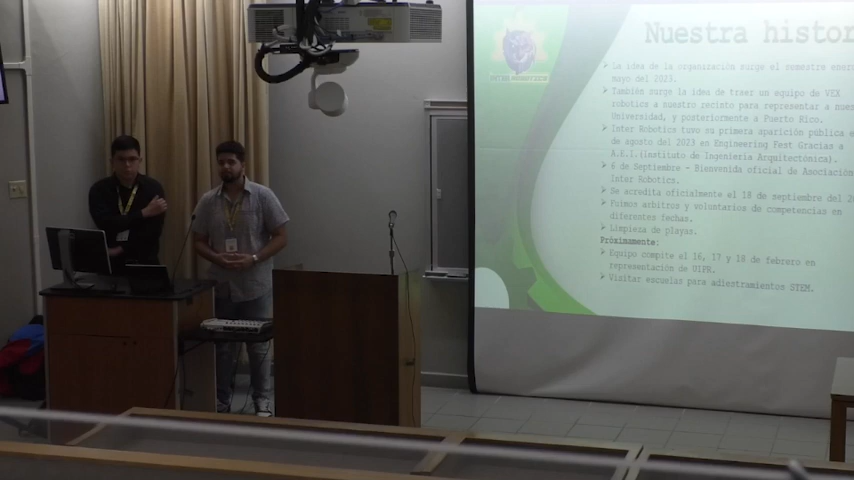 Nuestra histor
➢ La idea de la organización surge el semestre enero
mayo del 2023.
➢ También surge la idea de traer un equipo de VEX
robotics a nuestro recinto para representar a nues
Universidad, y posteriormente a Puerto Rico.
➢ Inter Robotics tuvo su primera aparición pública e
de agosto del 2023 en Engineering Fest Gracias a
A.E.I.(Instituto de Ingeniería Arquitectónica).
➢ 6 de Septiembre - Bienvenida oficial de Asociación
Inter Robotics.
➢ Se acredita oficialmente el 18 de septiembre del 20
➢ Fuimos arbitros y voluntarios de competencias en
diferentes fechas.
➢ Limpieza de playas.
Próximamente:
➢ Equipo compite el 16, 17 y 18 de febrero en
representación de UIPR.
➢ Visitar escuelas para adiestramientos STEM.